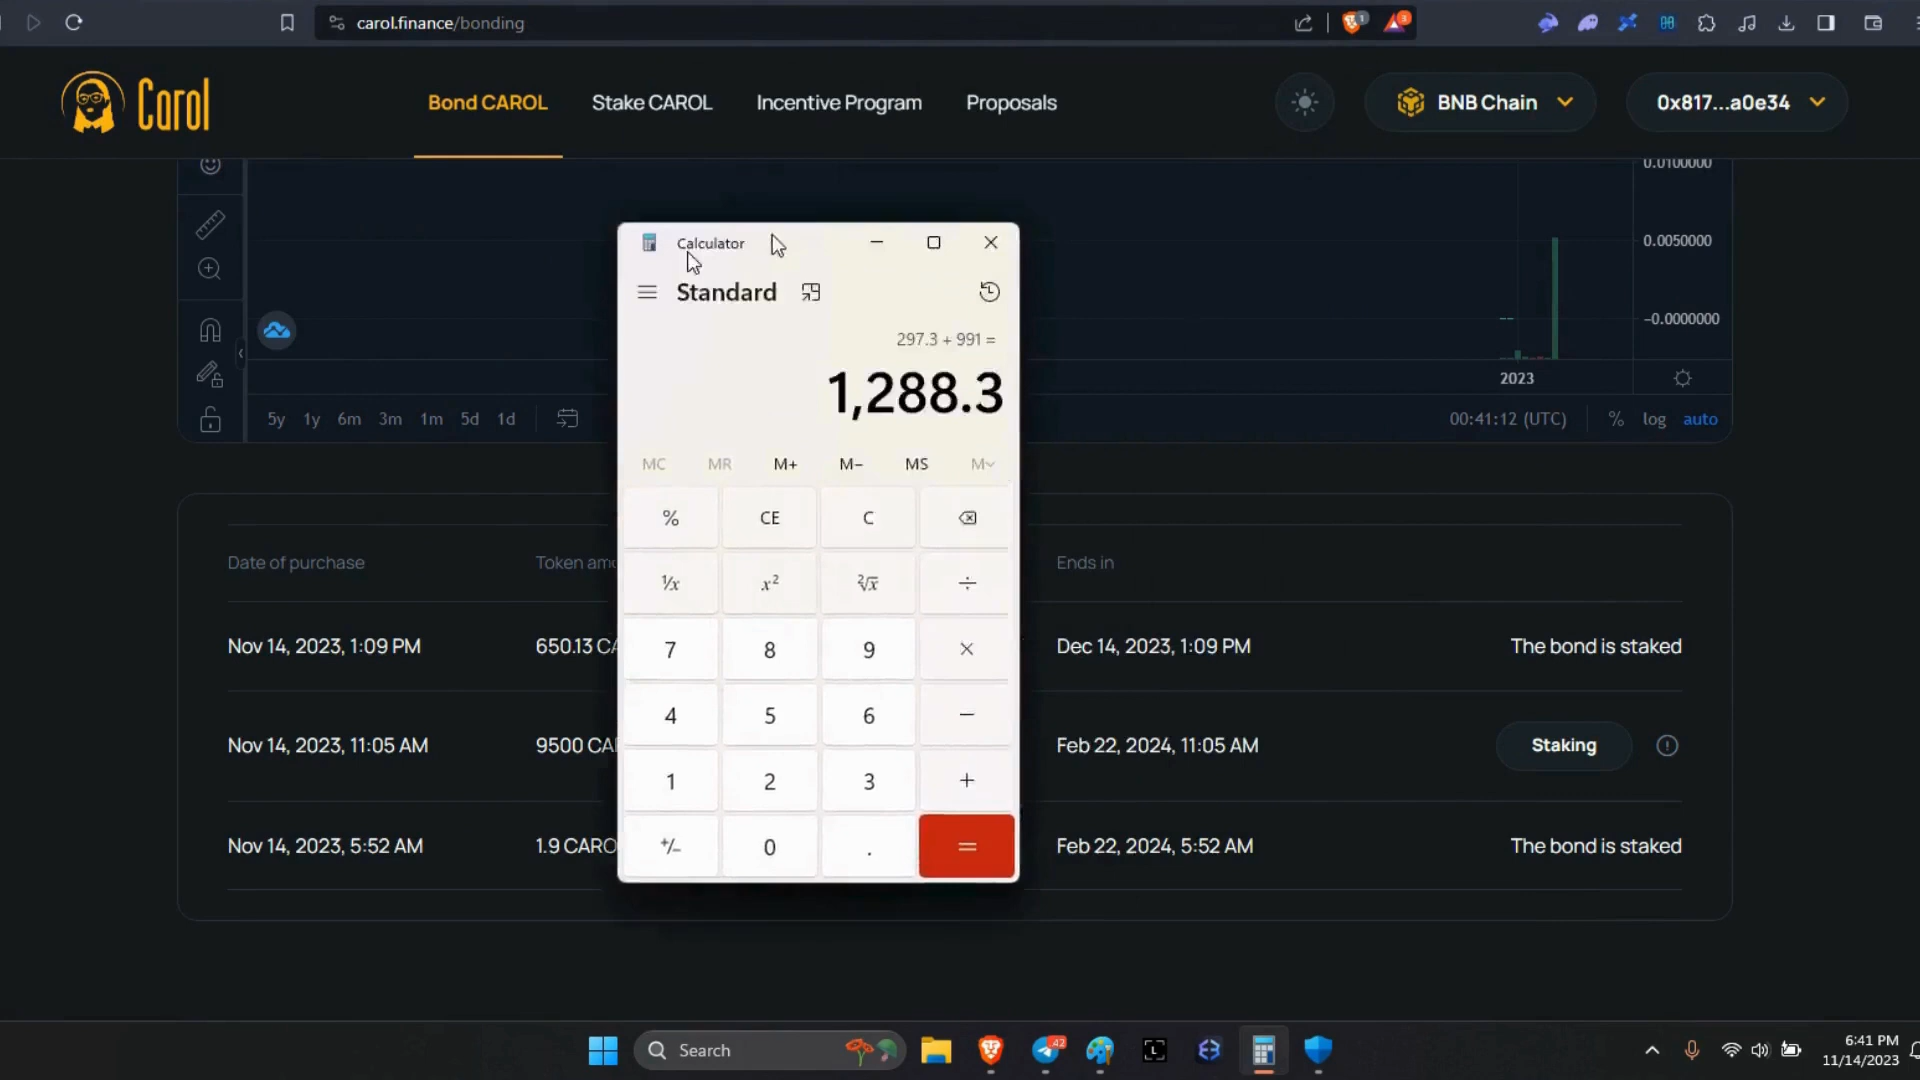 carol.finance/bonding
1
3
Carol
Bond CAROL
Stake CAROL
Incentive Program
Proposals
BNB Chain
0x817...a0e34
0.0100000
0.0050000
−0.0000000
2023
5y 1y 6m 3m 1m 5d 1d
00:41:12 (UTC)
%
log
auto
Calculator
Standard
297.3 + 991 =
1,288.3
MC MR M+ M− MS M
% CE C
1/x x² ²√x ÷
7 8 9 ×
4 5 6 −
1 2 3 +
+/− 0 . =
Date of purchase
Token
Ends in
Nov 14, 2023, 1:09 PM
650.13
Dec 14, 2023, 1:09 PM
The bond is staked
Nov 14, 2023, 11:05 AM
9500
Feb 22, 2024, 11:05 AM
Staking
Nov 14, 2023, 5:52 AM
1.9 CARO
Feb 22, 2024, 5:52 AM
The bond is staked
Search
42
L
6:41 PM
11/14/2023